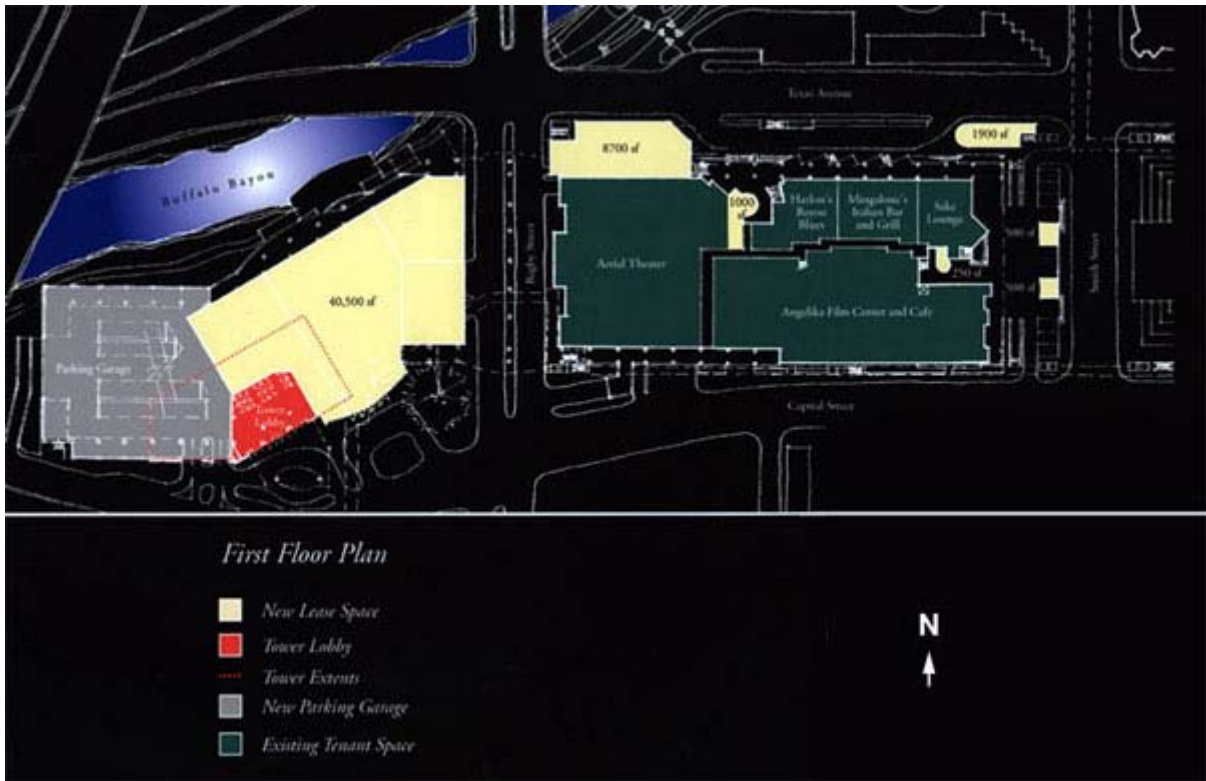 Texas Avenue
1900 sf
8700 sf
Buffalo Bayou
1000
sf
Bayou
Blues
Mingalone's
Italian Bar
and Grill
Sake
Lounge
500 sf
Street
Smith Street
Aerial Theater
250 sf
40,500 sf
500 sf
Angelika Film Center and Cafe
Parking Garage
Tower
Lobby
Capitol Street
First Floor Plan
New Lease Space
Tower Lobby
Tower Extents
New Parking Garage
Existing Tenant Space
N